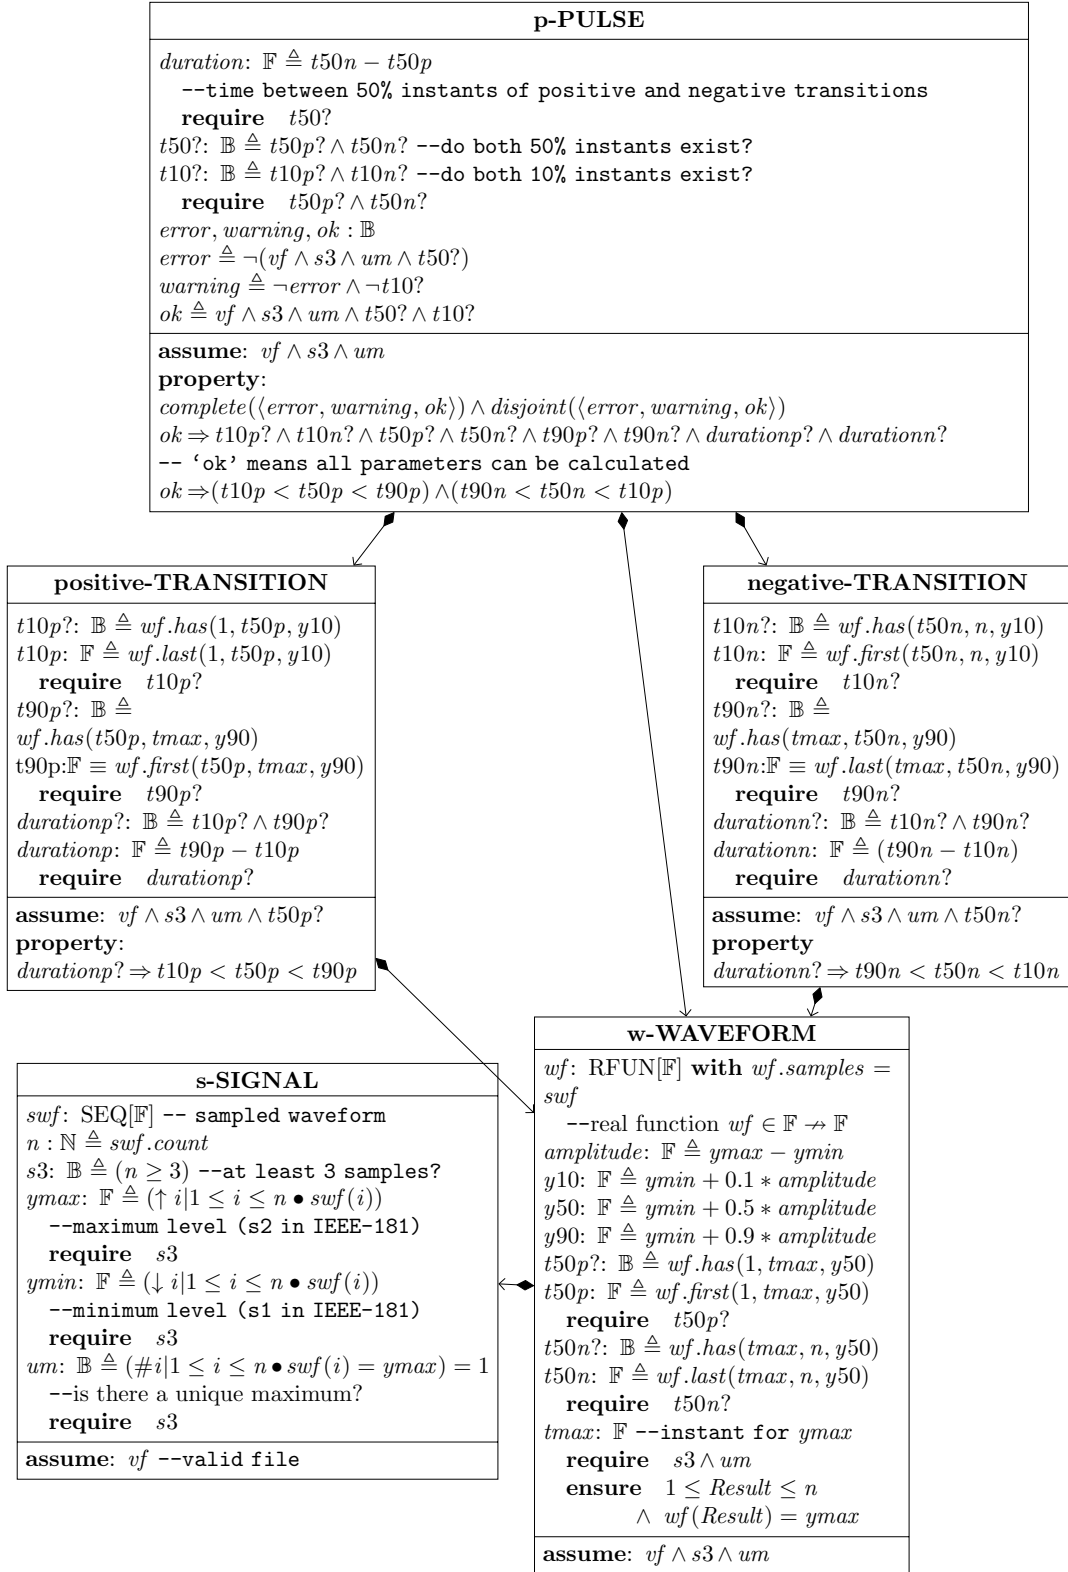 p-PULSE
duration: 𝔽 ≜ t50n − t50p
--time between 50% instants of positive and negative transitions
require t50?
t50?: 𝔹 ≜ t50p? ∧ t50n? --do both 50% instants exist?
t10?: 𝔹 ≜ t10p? ∧ t10n? --do both 10% instants exist?
require t50p? ∧ t50n?
error, warning, ok : 𝔹
error ≜ ¬(vf ∧ s3 ∧ um ∧ t50?)
warning ≜ ¬error ∧ ¬t10?
ok ≜ vf ∧ s3 ∧ um ∧ t50? ∧ t10?
assume: vf ∧ s3 ∧ um
property:
complete(⟨error, warning, ok⟩) ∧ disjoint(⟨error, warning, ok⟩)
ok ⇒ t10p? ∧ t10n? ∧ t50p? ∧ t50n? ∧ t90p? ∧ t90n? ∧ durationp? ∧ durationn?
-- ‘ok’ means all parameters can be calculated
ok ⇒(t10p < t50p < t90p) ∧(t90n < t50n < t10p)
positive-TRANSITION
t10p?: 𝔹 ≜ wf.has(1, t50p, y10)
t10p: 𝔽 ≜ wf.last(1, t50p, y10)
require t10p?
t90p?: 𝔹 ≜
wf.has(t50p, tmax, y90)
t90p:𝔽 ≡ wf.first(t50p, tmax, y90)
require t90p?
durationp?: 𝔹 ≜ t10p? ∧ t90p?
durationp: 𝔽 ≜ t90p − t10p
require durationp?
assume: vf ∧ s3 ∧ um ∧ t50p?
property:
durationp? ⇒ t10p < t50p < t90p
negative-TRANSITION
t10n?: 𝔹 ≜ wf.has(t50n, n, y10)
t10n: 𝔽 ≜ wf.first(t50n, n, y10)
require t10n?
t90n?: 𝔹 ≜
wf.has(tmax, t50n, y90)
t90n:𝔽 ≡ wf.last(tmax, t50n, y90)
require t90n?
durationn?: 𝔹 ≜ t10n? ∧ t90n?
durationn: 𝔽 ≜ (t90n − t10n)
require durationn?
assume: vf ∧ s3 ∧ um ∧ t50n?
property
durationn? ⇒ t90n < t50n < t10n
s-SIGNAL
swf: SEQ[𝔽] -- sampled waveform
n : ℕ ≜ swf.count
s3: 𝔹 ≜ (n ≥ 3) --at least 3 samples?
ymax: 𝔽 ≜ (↑ i|1 ≤ i ≤ n • swf(i))
--maximum level (s2 in IEEE-181)
require s3
ymin: 𝔽 ≜ (↓ i|1 ≤ i ≤ n • swf(i))
--minimum level (s1 in IEEE-181)
require s3
um: 𝔹 ≜ (#i|1 ≤ i ≤ n • swf(i) = ymax) = 1
--is there a unique maximum?
require s3
assume: vf --valid file
w-WAVEFORM
wf: RFUN[𝔽] with wf.samples =
swf
--real function wf ∈ 𝔽 ⇸ 𝔽
amplitude: 𝔽 ≜ ymax − ymin
y10: 𝔽 ≜ ymin + 0.1 ∗ amplitude
y50: 𝔽 ≜ ymin + 0.5 ∗ amplitude
y90: 𝔽 ≜ ymin + 0.9 ∗ amplitude
t50p?: 𝔹 ≜ wf.has(1, tmax, y50)
t50p: 𝔽 ≜ wf.first(1, tmax, y50)
require t50p?
t50n?: 𝔹 ≜ wf.has(tmax, n, y50)
t50n: 𝔽 ≜ wf.last(tmax, n, y50)
require t50n?
tmax: 𝔽 --instant for ymax
require s3 ∧ um
ensure 1 ≤ Result ≤ n
∧ wf(Result) = ymax
assume: vf ∧ s3 ∧ um